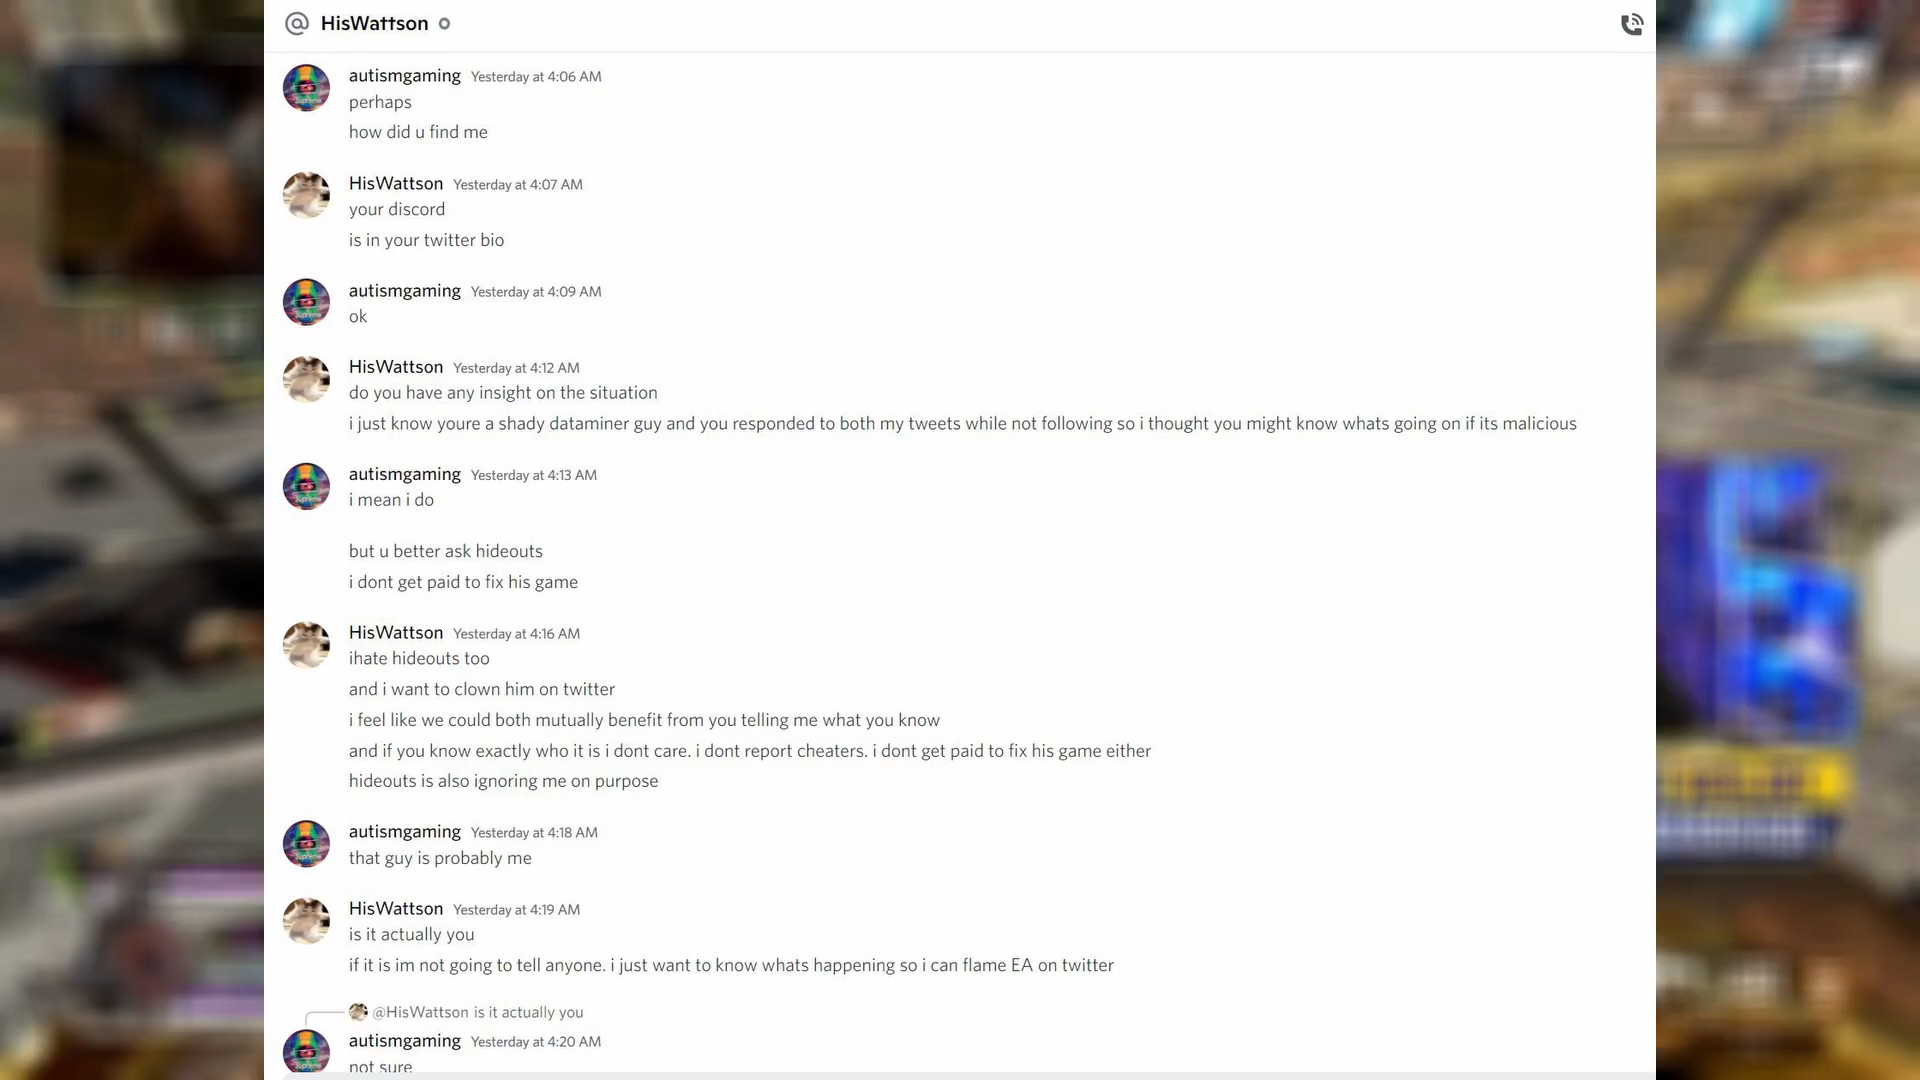 HisWattson
autismgaming Yesterday at 4:06 AM
perhaps
how did u find me
HisWattson Yesterday at 4:07 AM
your discord
is in your twitter bio
autismgaming Yesterday at 4:09 AM
ok
HisWattson Yesterday at 4:12 AM
do you have any insight on the situation
i just know youre a shady dataminer guy and you responded to both my tweets while not following so i thought you might know whats going on if its malicious
autismgaming Yesterday at 4:13 AM
i mean i do
but u better ask hideouts
i dont get paid to fix his game
HisWattson Yesterday at 4:16 AM
ihate hideouts too
and i want to clown him on twitter
i feel like we could both mutually benefit from you telling me what you know
and if you know exactly who it is i dont care. i dont report cheaters. i dont get paid to fix his game either
hideouts is also ignoring me on purpose
autismgaming Yesterday at 4:18 AM
that guy is probably me
HisWattson Yesterday at 4:19 AM
is it actually you
if it is im not going to tell anyone. i just want to know whats happening so i can flame EA on twitter
@HisWattson is it actually you
autismgaming Yesterday at 4:20 AM
not sure